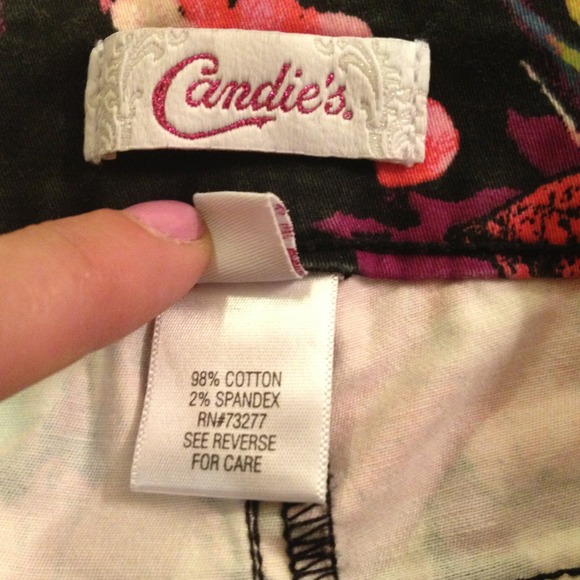 Candie's.
98% COTTON
2% SPANDEX
RN#73277
SEE REVERSE
FOR CARE